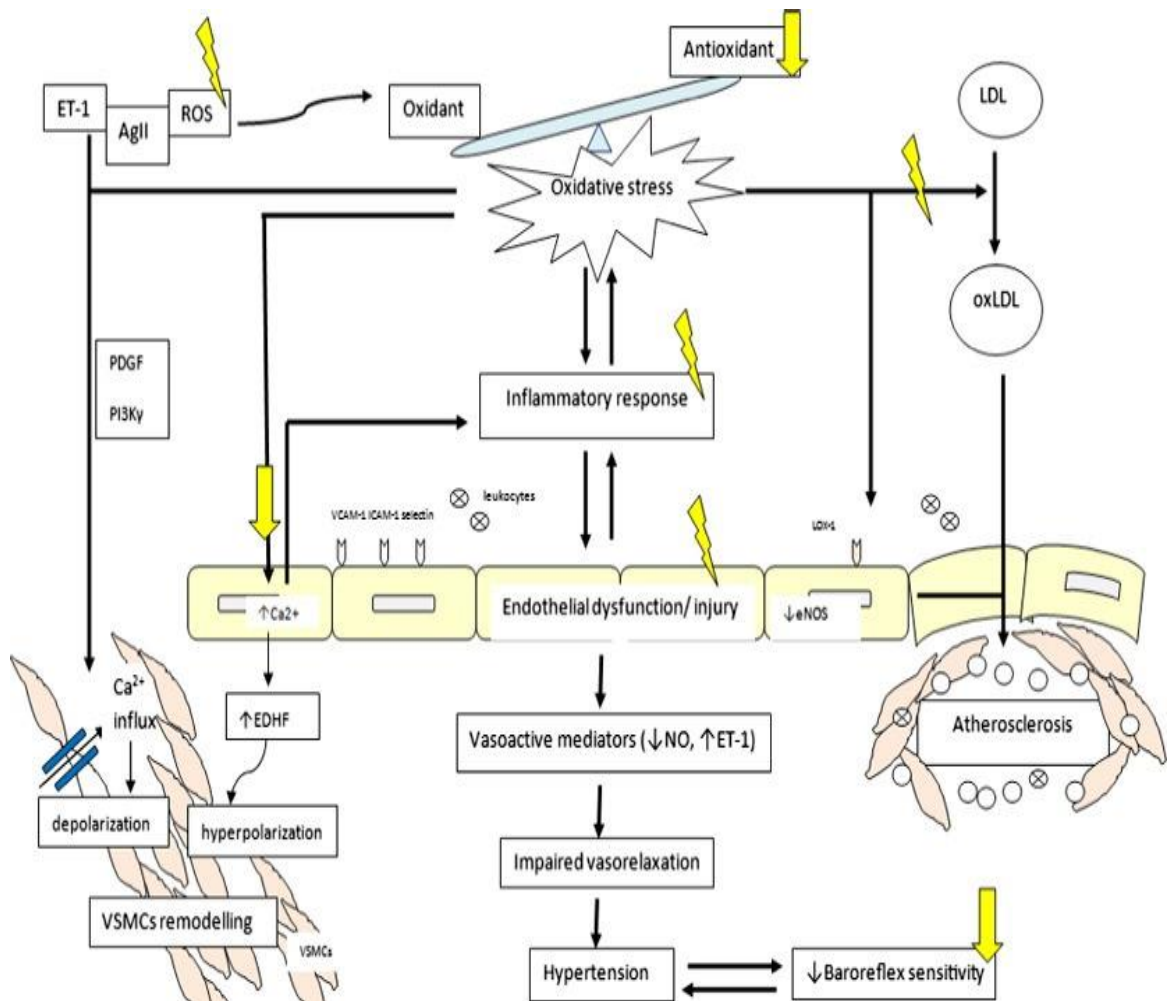 Antioxidant
ET-1
AgII
ROS
Oxidant
LDL
Oxidative stress
oxLDL
PDGF
PI3Kγ
Inflammatory response
leukocytes
VCAM-1 ICAM-1 selectin
LOX-1
↑Ca2+
Endothelial dysfunction/ injury
↓eNOS
Ca2+
influx
↑EDHF
Vasoactive mediators (↓NO, ↑ET-1)
Atherosclerosis
depolarization
hyperpolarization
Impaired vasorelaxation
VSMCs remodelling
VSMCs
Hypertension
↓Baroreflex sensitivity